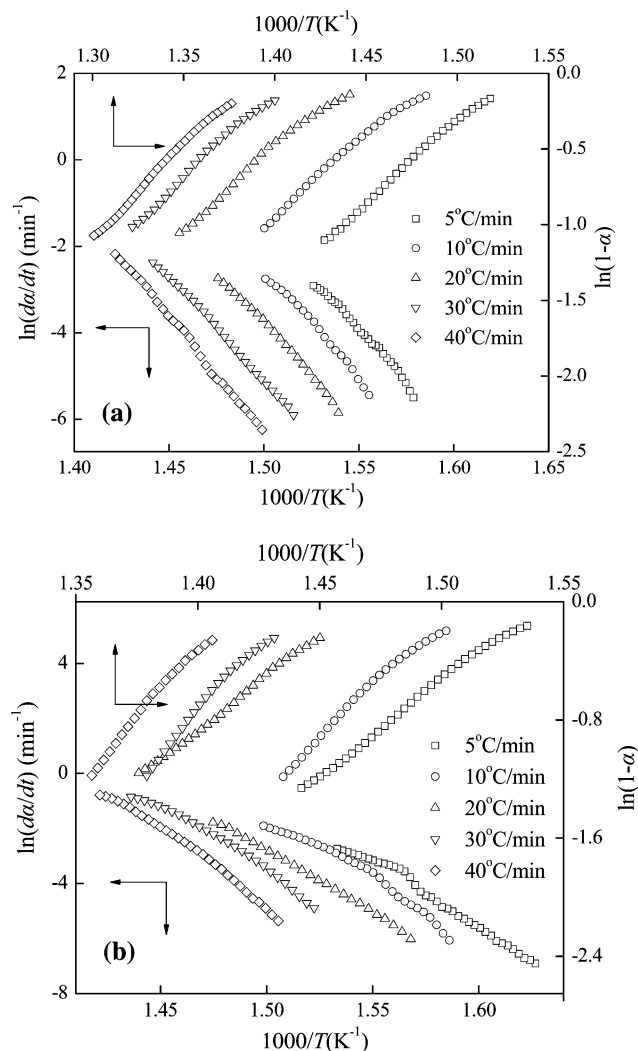 1000/T(K⁻¹)
1.30 1.35 1.40 1.45 1.50 1.55
2 0.0
0 -0.5
-2 -1.0
-4 -1.5
-6 -2.0
-2.5
ln(dα/dt) (min⁻¹)
ln(1-α)
5°C/min
10°C/min
20°C/min
30°C/min
40°C/min
(a)
1.40 1.45 1.50 1.55 1.60 1.65
1000/T(K⁻¹)
1000/T(K⁻¹)
1.35 1.40 1.45 1.50 1.55
4 0.0
0 -0.8
-4 -1.6
-8 -2.4
ln(dα/dt) (min⁻¹)
ln(1-α)
5°C/min
10°C/min
20°C/min
30°C/min
40°C/min
(b)
1.45 1.50 1.55 1.60
1000/T(K⁻¹)